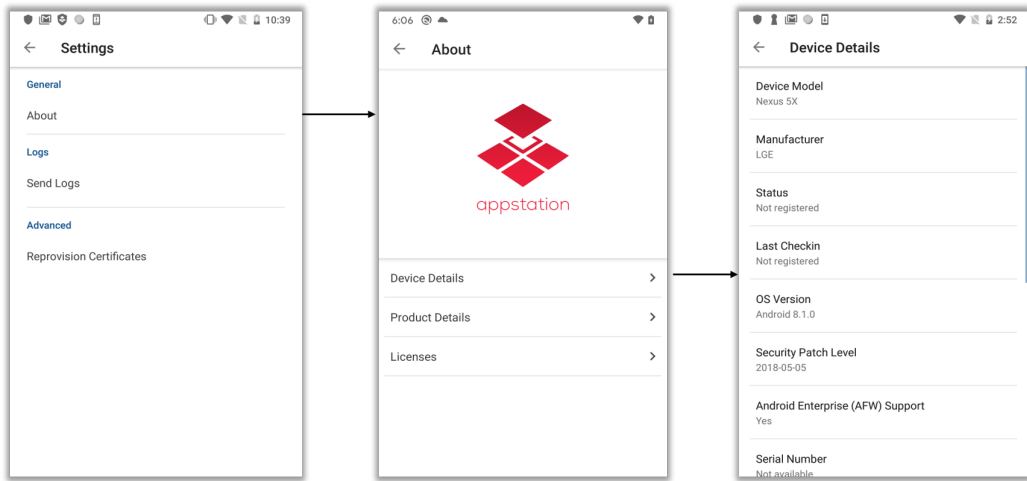 10:39
Settings
General
About
Logs
Send Logs
Advanced
Reprovision Certificates
6:06
About
appstation
Device Details
Product Details
Licenses
2:52
Device Details
Device Model
Nexus 5X
Manufacturer
LGE
Status
Not registered
Last Checkin
Not registered
OS Version
Android 8.1.0
Security Patch Level
2018-05-05
Android Enterprise (AFW) Support
Yes
Serial Number
Not available